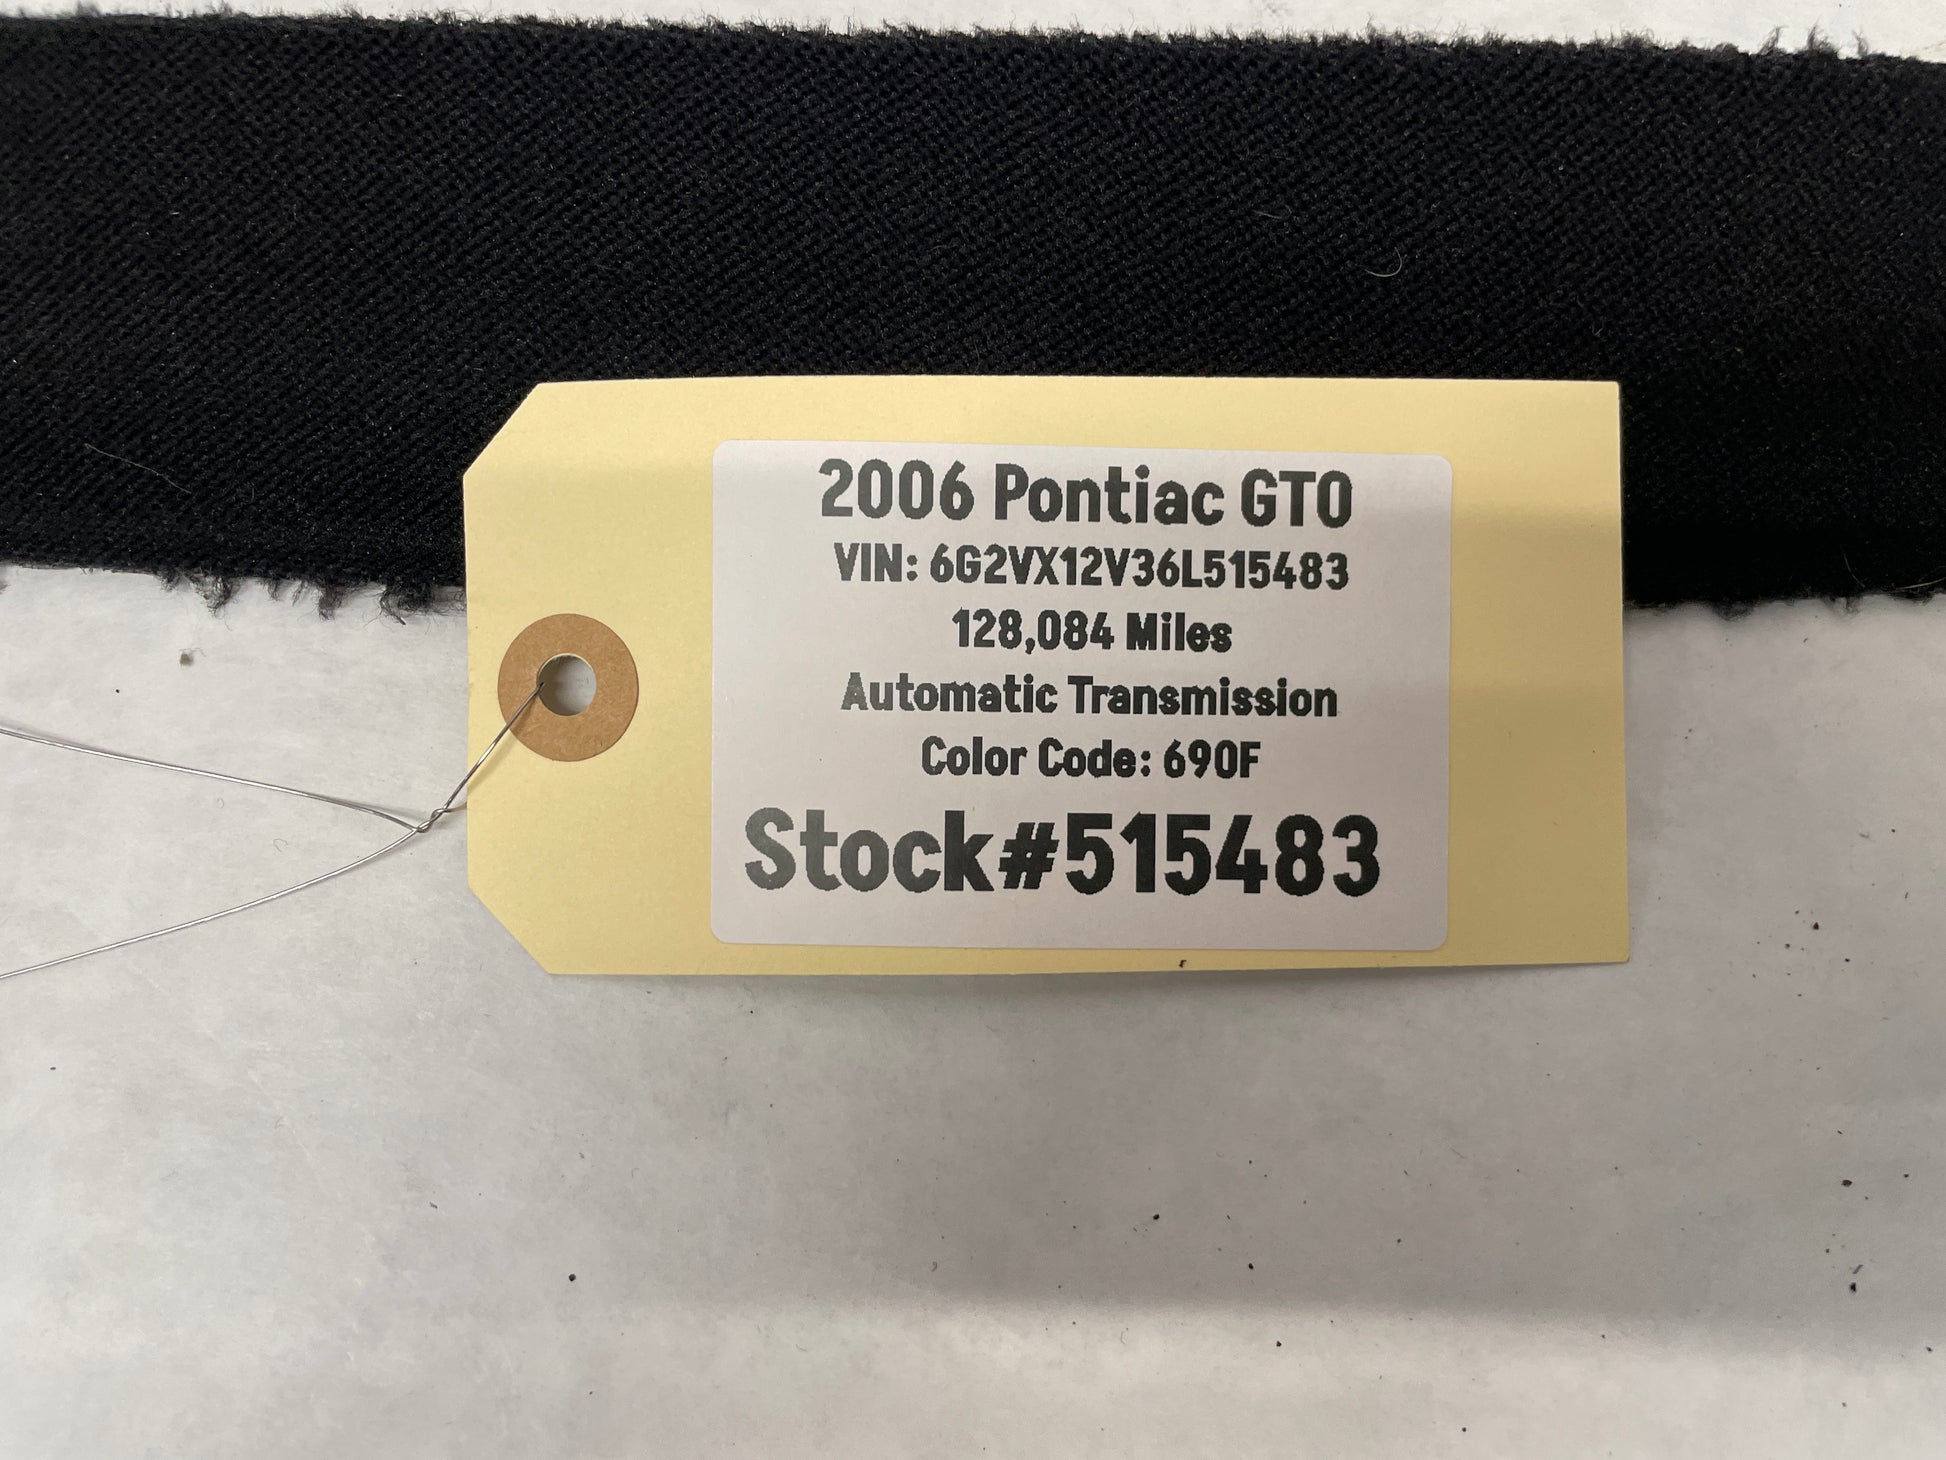 2006 Pontiac GTO
VIN: 6G2VX12V36L515483
128,084 Miles
Automatic Transmission
Color Code: 690F
Stock#515483